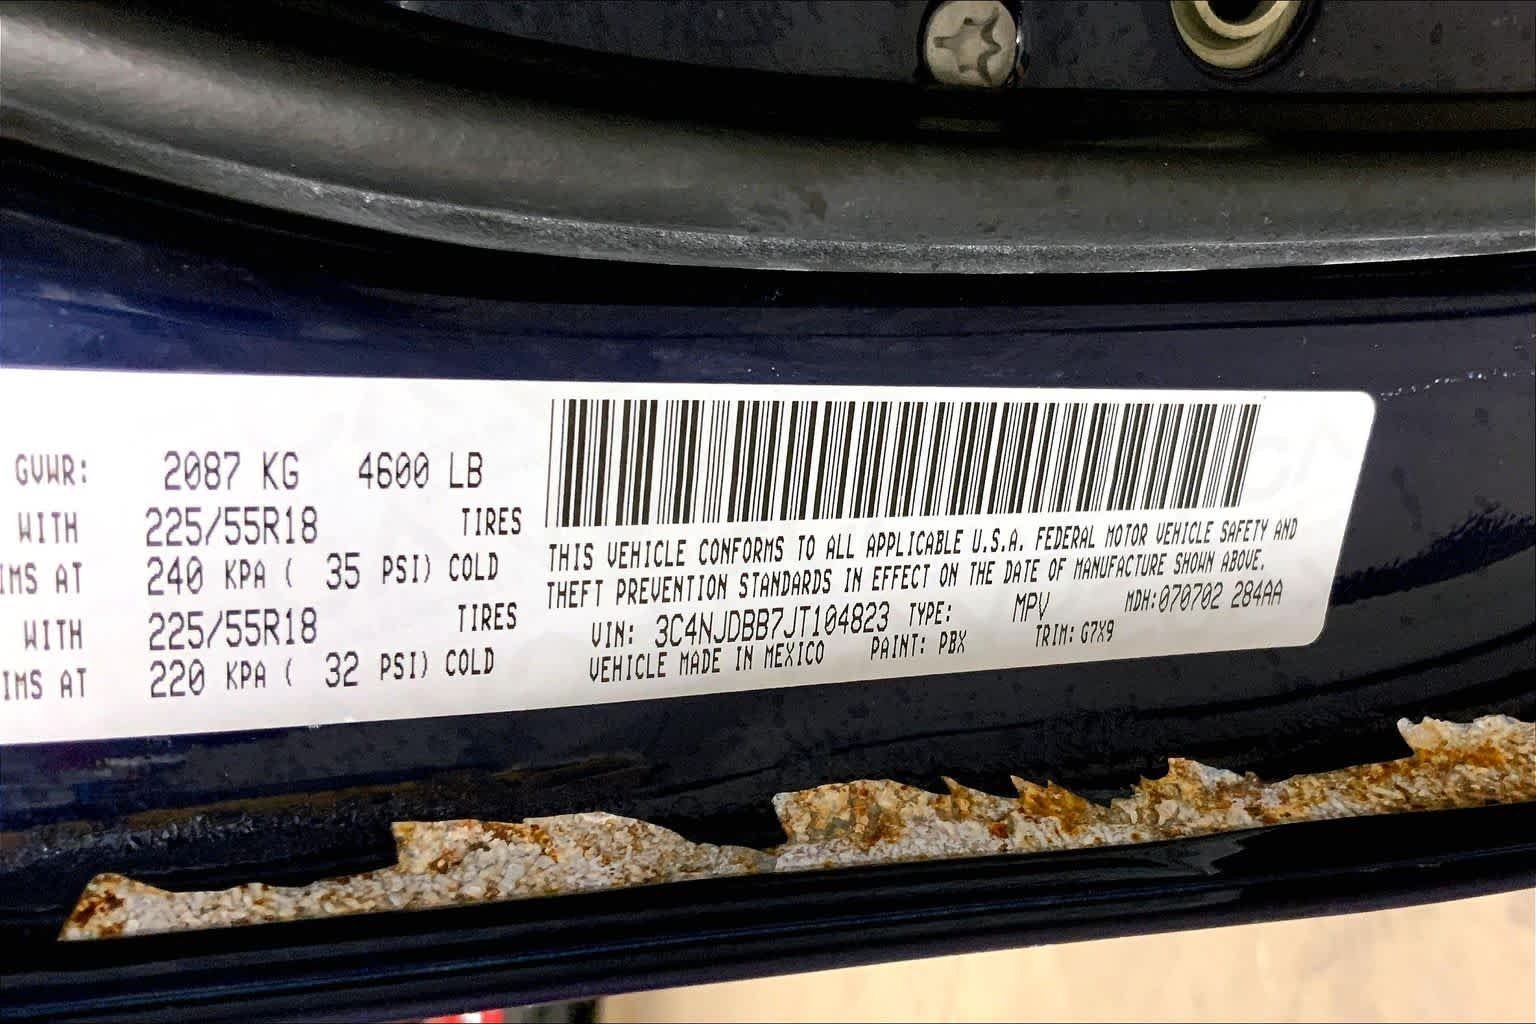 GVWR: 2087 KG 4600 LB
WITH 225/55R18 TIRES
IMS AT 240 KPA ( 35 PSI) COLD
WITH 225/55R18 TIRES
IMS AT 220 KPA ( 32 PSI) COLD
THIS VEHICLE CONFORMS TO ALL APPLICABLE U.S.A. FEDERAL MOTOR VEHICLE SAFETY AND
THEFT PREVENTION STANDARDS IN EFFECT ON THE DATE OF MANUFACTURE SHOWN ABOVE.
VIN: 3C4NJDBB7JT104823 TYPE: MPV MDH:070702 284AA
VEHICLE MADE IN MEXICO PAINT: PBX TRIM: G7X9